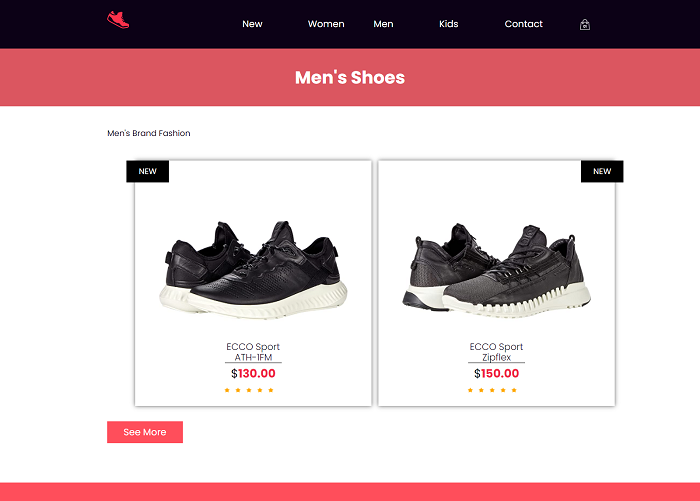 New Women Men Kids Contact
Men's Shoes
Men's Brand Fashion
NEW
NEW
ECCO Sport
ATH-1FM
$130.00
ECCO Sport
Zipflex
$150.00
See More